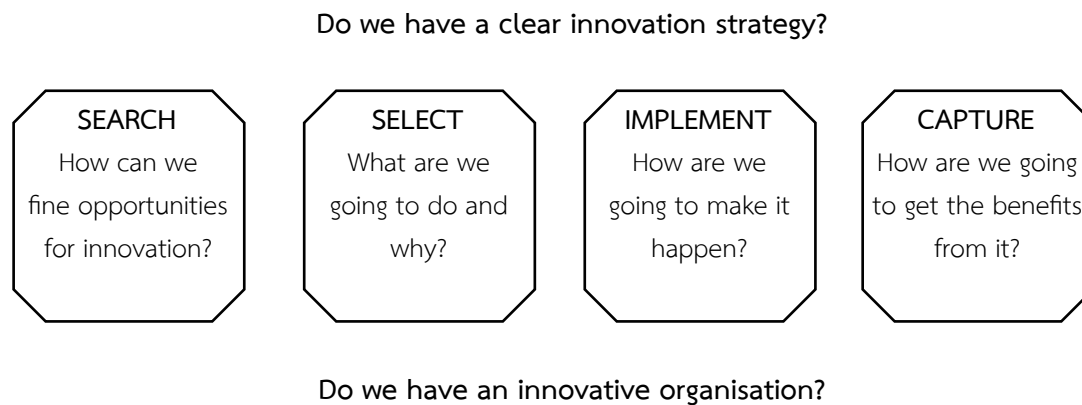 Do we have a clear innovation strategy?
SEARCH
How can we
fine opportunities
for innovation?
SELECT
What are we
going to do and
why?
IMPLEMENT
How are we
going to make it
happen?
CAPTURE
How are we going
to get the benefits
from it?
Do we have an innovative organisation?